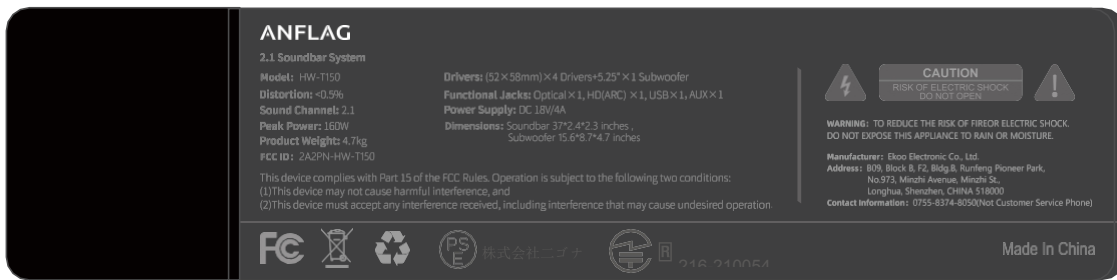 ANFLAG
2.1 Soundbar System
Model: HW-T150
Distortion: <0.5%
Sound Channel: 2.1
Peak Power: 160W
Product Weight: 4.7kg
FCC ID: 2A2PN-HW-T150
Drivers: (52×58mm)×4 Drivers+5.25"×1 Subwoofer
Functional Jacks: Optical×1, HD(ARC) ×1, USB×1, AUX×1
Power Supply: DC 18V/4A
Dimensions: Soundbar 37*2.4*2.3 inches ,
Subwoofer 15.6*8.7*4.7 inches
This device complies with Part 15 of the FCC Rules. Operation is subject to the following two conditions:
(1)This device may not cause harmful interference, and
(2)This device must accept any interference received, including interference that may cause undesired operation.
CAUTION
RISK OF ELECTRIC SHOCK
DO NOT OPEN
!
WARNING: TO REDUCE THE RISK OF FIREOR ELECTRIC SHOCK.
DO NOT EXPOSE THIS APPLIANCE TO RAIN OR MOISTURE.
Manufacturer: Ekoo Electronic Co., Ltd.
Address: B09, Block B, F2, Bldg.B, Runfeng Pioneer Park,
No.973, Minzhi Avenue, Minzhi St.,
Longhua, Shenzhen, CHINA 518000
Contact Information: 0755-8374-8050(Not Customer Service Phone)
FC
PS
E
株式会社ニゴナ
R
216-210054
Made In China